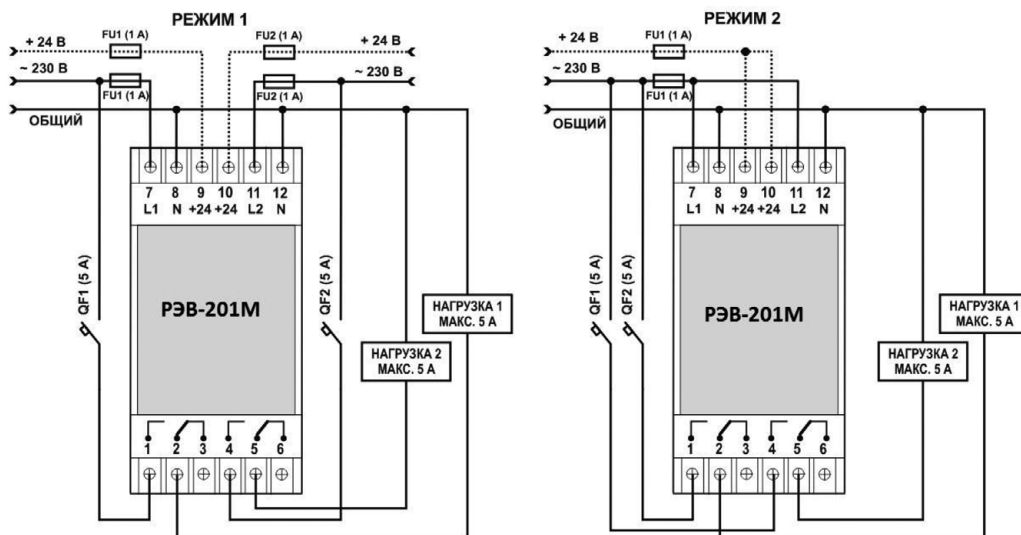 РЕЖИМ 1
+ 24 В
FU1 (1 А)
FU2 (1 А)
+ 24 В
~ 230 В
FU1 (1 А)
FU2 (1 А)
~ 230 В
ОБЩИЙ
7 8 9 10 11 12
L1 N +24 +24 L2 N
QF1 (5 А)
РЭВ-201М
QF2 (5 А)
НАГРУЗКА 1
МАКС. 5 А
НАГРУЗКА 2
МАКС. 5 А
1 2 3 4 5 6
РЕЖИМ 2
+ 24 В
FU1 (1 А)
~ 230 В
FU1 (1 А)
ОБЩИЙ
7 8 9 10 11 12
L1 N +24 +24 L2 N
QF1 (5 А)
QF2 (5 А)
РЭВ-201М
НАГРУЗКА 1
МАКС. 5 А
НАГРУЗКА 2
МАКС. 5 А
1 2 3 4 5 6